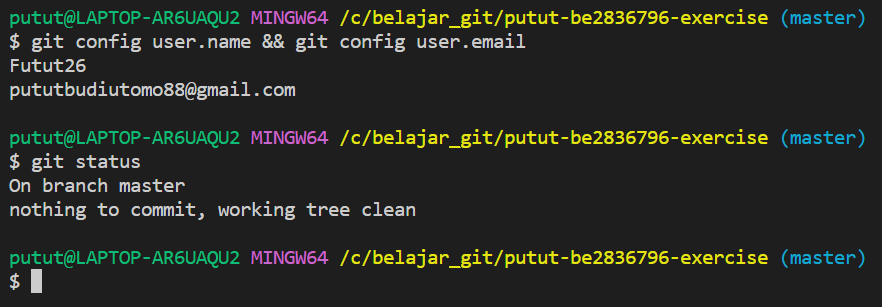 putut@LAPTOP-AR6UAQU2 MINGW64 /c/belajar_git/putut-be2836796-exercise (master)
$ git config user.name && git config user.email
Futut26
pututbudiutomo88@gmail.com
putut@LAPTOP-AR6UAQU2 MINGW64 /c/belajar_git/putut-be2836796-exercise (master)
$ git status
On branch master
nothing to commit, working tree clean
putut@LAPTOP-AR6UAQU2 MINGW64 /c/belajar_git/putut-be2836796-exercise (master)
$